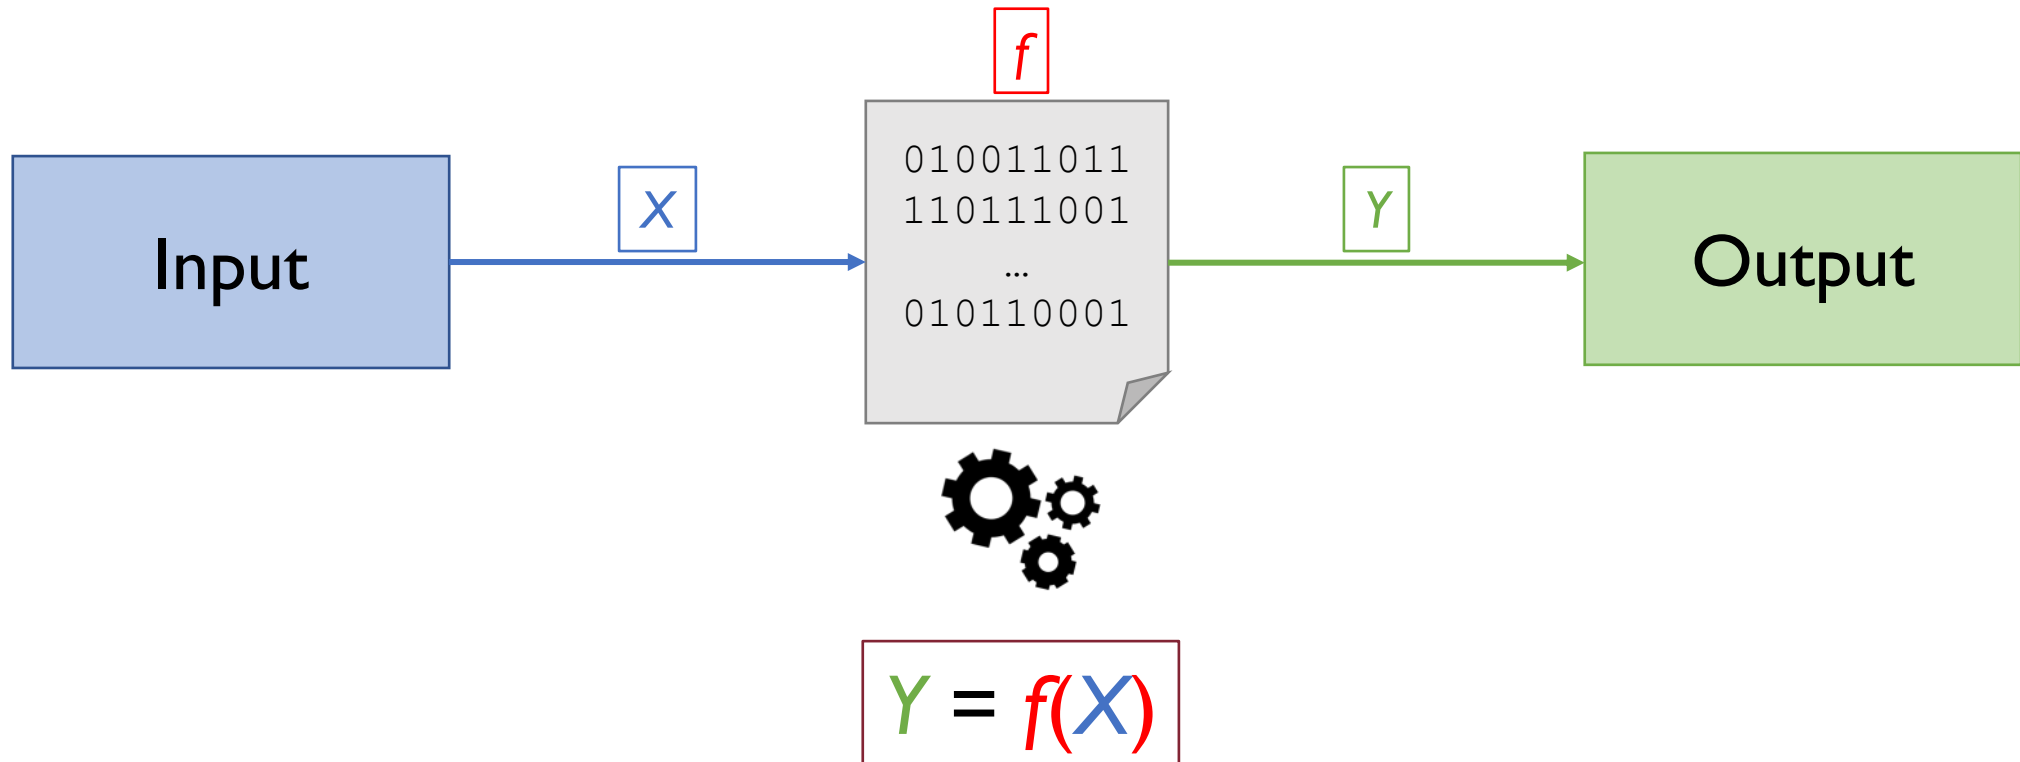 f
Input
X
010011011
110111001
...
010110001
Y
Output
Y = f(X)